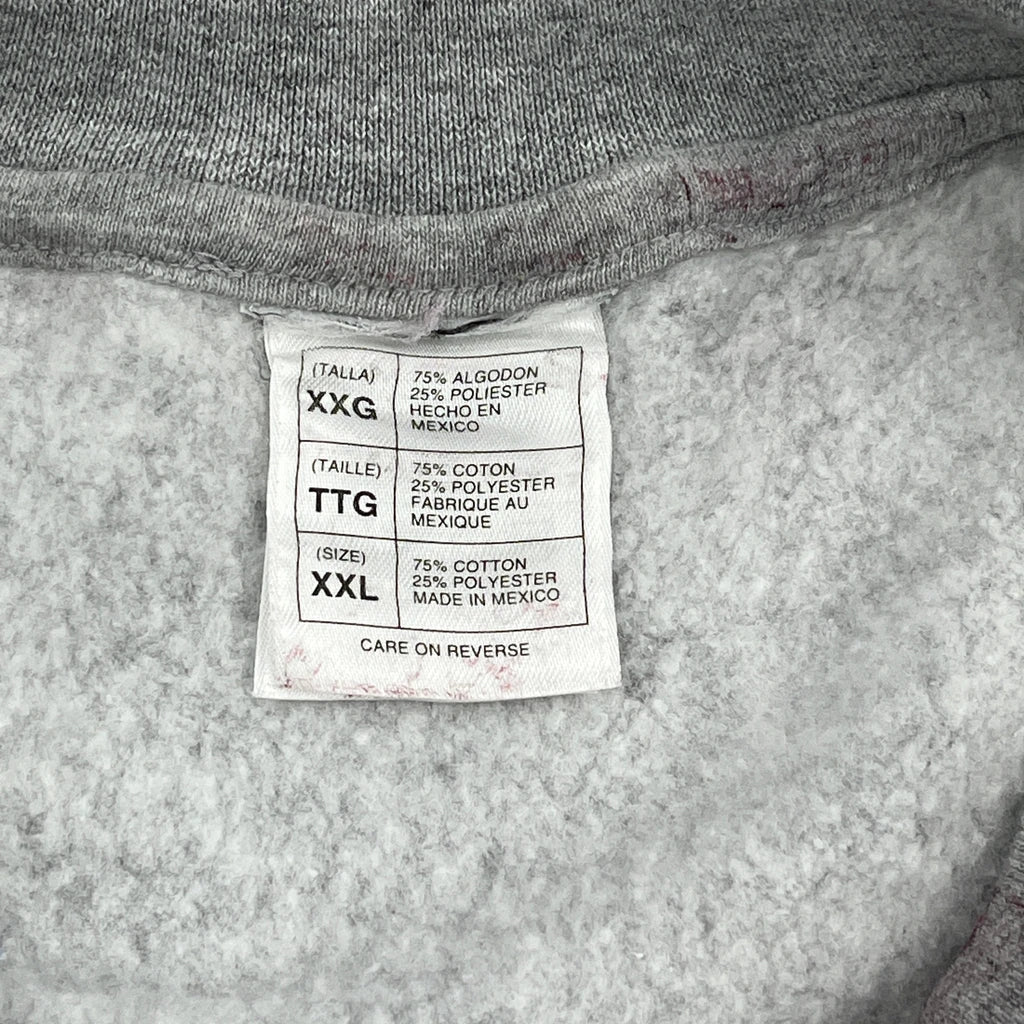 (TALLA)
XXG
75% ALGODON
25% POLIESTER
HECHO EN
MEXICO
(TAILLE)
TTG
75% COTON
25% POLYESTER
FABRIQUE AU
MEXIQUE
(SIZE)
XXL
75% COTTON
25% POLYESTER
MADE IN MEXICO
CARE ON REVERSE